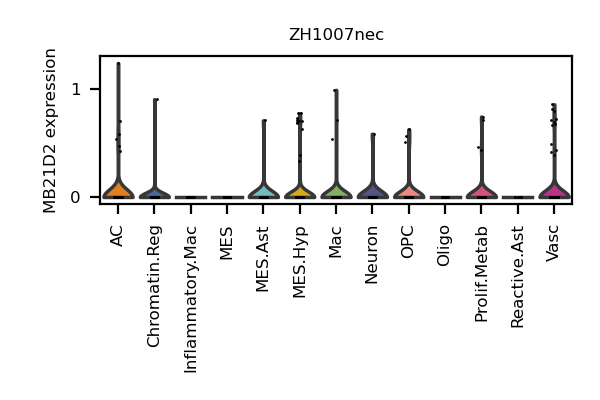 ZH1007nec
MB21D2 expression
1
0
AC
Chromatin.Reg
Inflammatory.Mac
MES
MES.Ast
MES.Hyp
Mac
Neuron
OPC
Oligo
Prolif.Metab
Reactive.Ast
Vasc